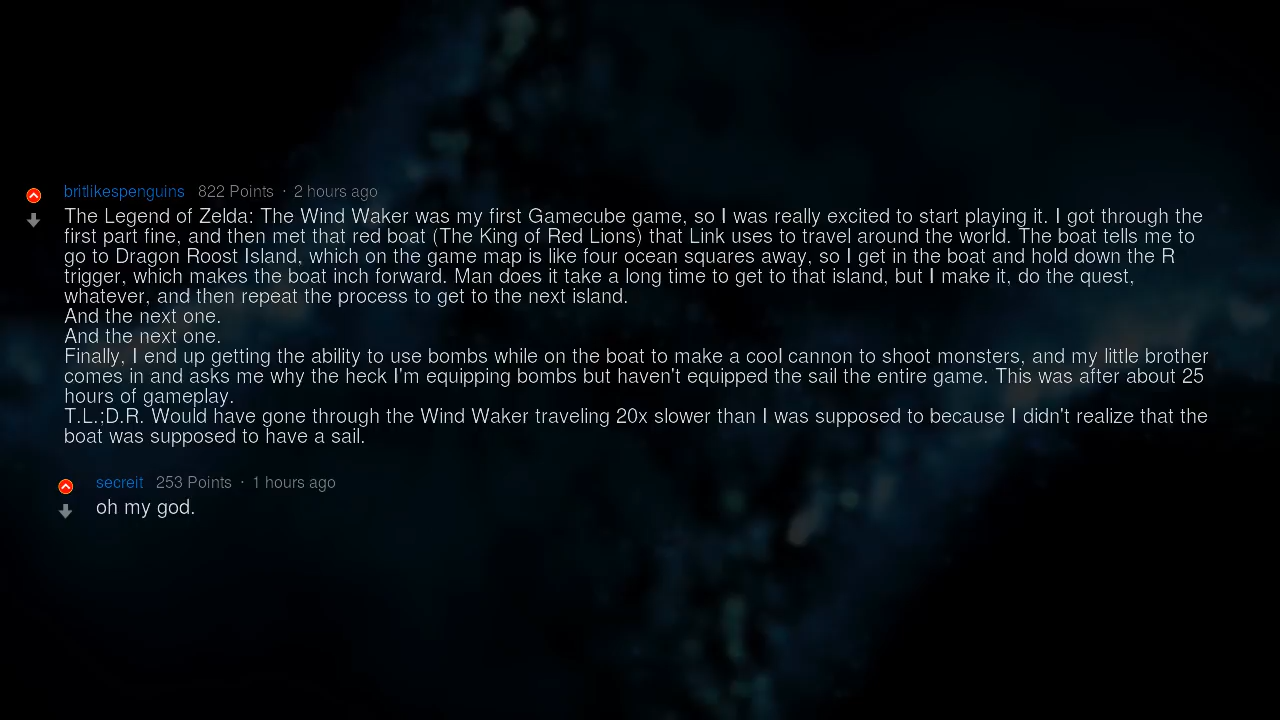 britlikespenguins 822 Points · 2 hours ago
The Legend of Zelda: The Wind Waker was my first Gamecube game, so I was really excited to start playing it. I got through the
first part fine, and then met that red boat (The King of Red Lions) that Link uses to travel around the world. The boat tells me to
go to Dragon Roost Island, which on the game map is like four ocean squares away, so I get in the boat and hold down the R
trigger, which makes the boat inch forward. Man does it take a long time to get to that island, but I make it, do the quest,
whatever, and then repeat the process to get to the next island.
And the next one.
And the next one.
Finally, I end up getting the ability to use bombs while on the boat to make a cool cannon to shoot monsters, and my little brother
comes in and asks me why the heck I'm equipping bombs but haven't equipped the sail the entire game. This was after about 25
hours of gameplay.
T.L.;D.R. Would have gone through the Wind Waker traveling 20x slower than I was supposed to because I didn't realize that the
boat was supposed to have a sail.
secreit 253 Points · 1 hours ago
oh my god.